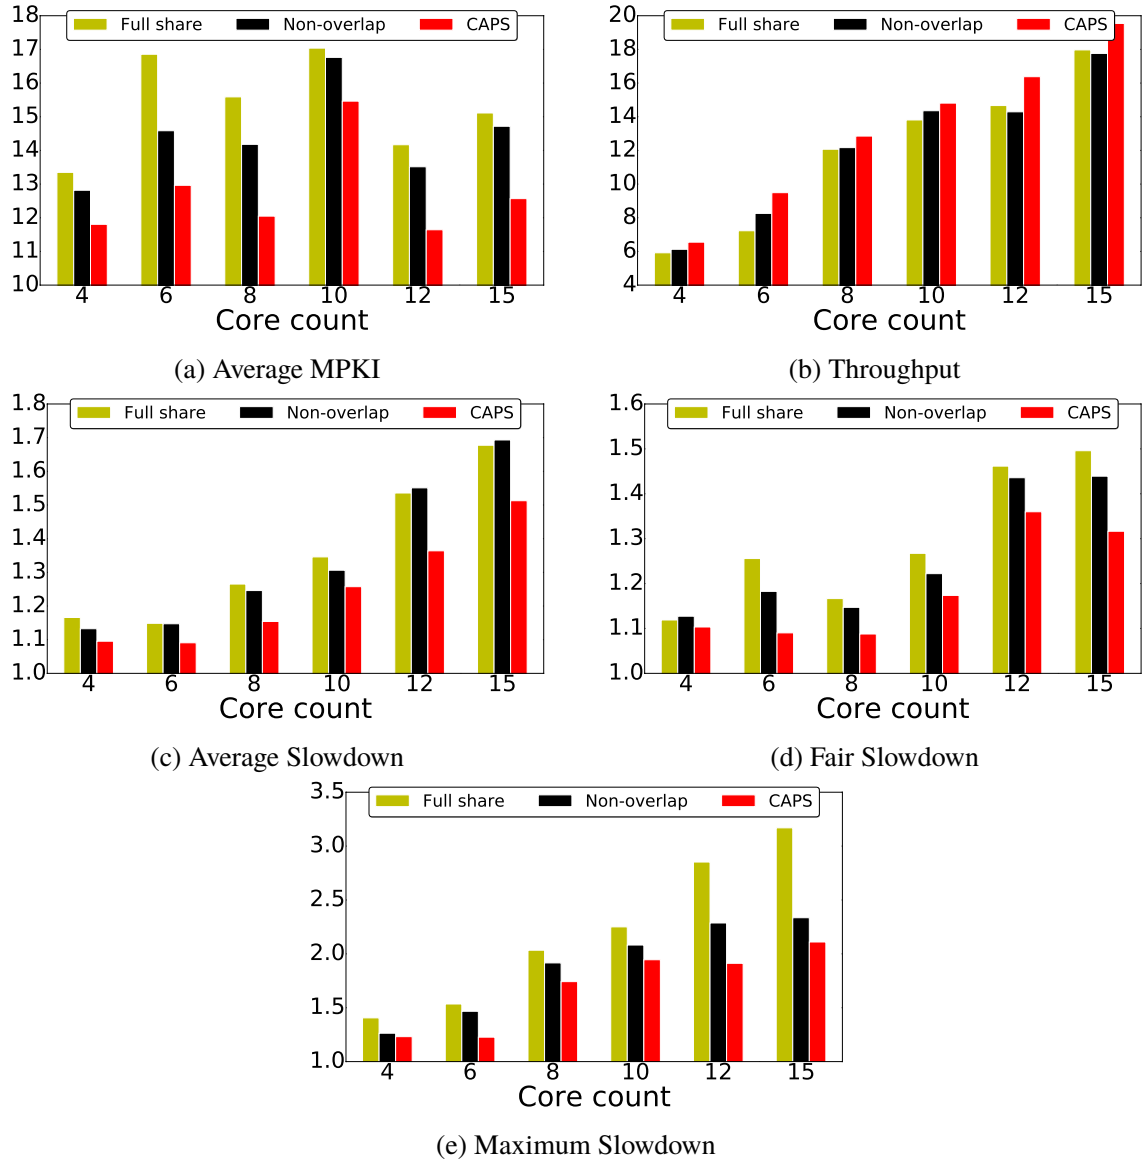 Full share Non-overlap CAPS
18
17
16
15
14
13
12
11
10
4 6 8 10 12 15
Core count
(a) Average MPKI
Full share Non-overlap CAPS
20
18
16
14
12
10
8
6
4
4 6 8 10 12 15
Core count
(b) Throughput
Full share Non-overlap CAPS
1.8
1.7
1.6
1.5
1.4
1.3
1.2
1.1
1.0
4 6 8 10 12 15
Core count
(c) Average Slowdown
Full share Non-overlap CAPS
1.6
1.5
1.4
1.3
1.2
1.1
1.0
4 6 8 10 12 15
Core count
(d) Fair Slowdown
Full share Non-overlap CAPS
3.5
3.0
2.5
2.0
1.5
1.0
4 6 8 10 12 15
Core count
(e) Maximum Slowdown